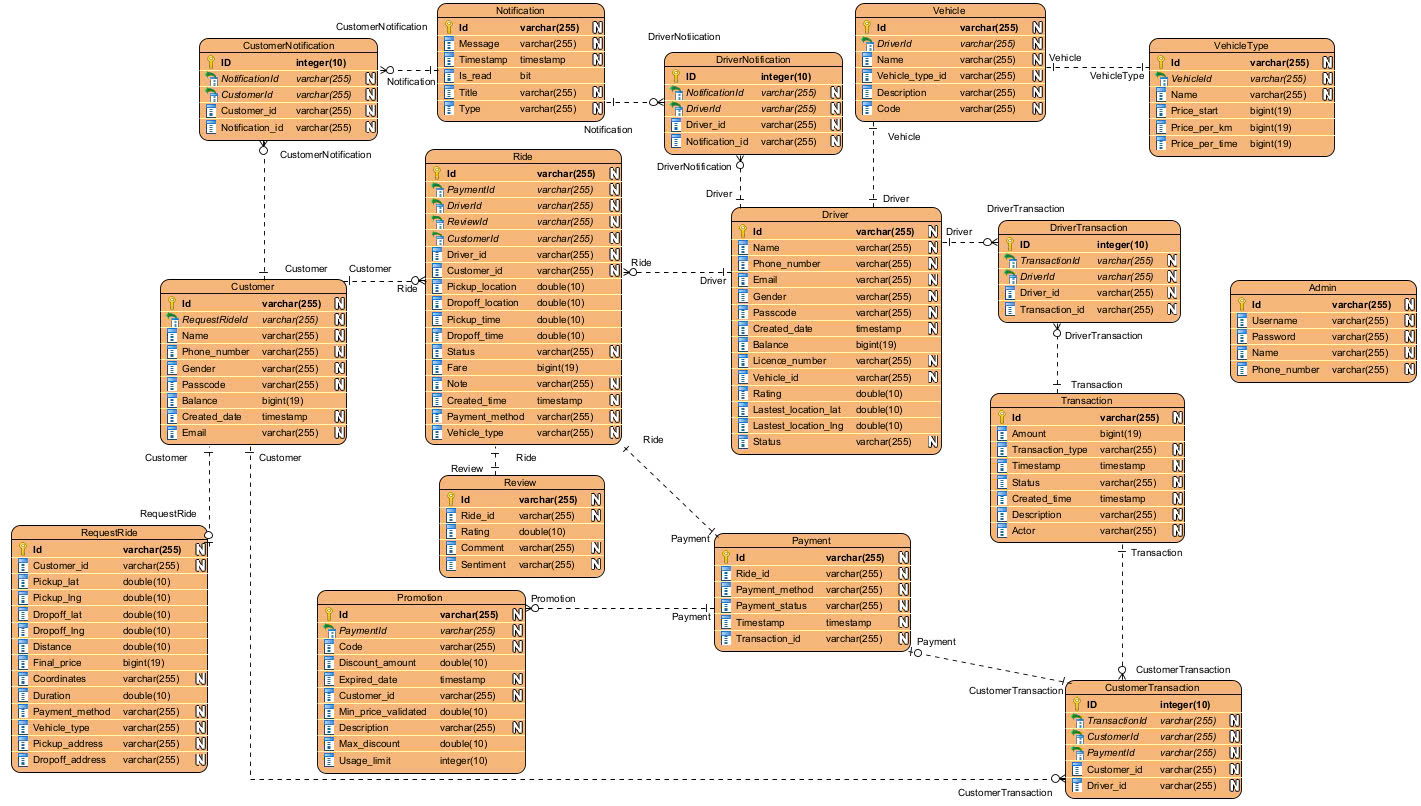 CustomerNotification
Notification
Id varchar(255) N
Message varchar(255) N
Timestamp timestamp N
Is_read bit
Title varchar(255) N
Type varchar(255) N
CustomerNotification
ID integer(10)
NotificationId varchar(255) N
CustomerId varchar(255) N
Customer_id varchar(255) N
Notification_id varchar(255) N
Notification
CustomerNotification
Notification
DriverNotiication
DriverNotification
ID integer(10)
NotificationId varchar(255) N
DriverId varchar(255) N
Driver_id varchar(255) N
Notification_id varchar(255) N
DriverNotification
Driver
Vehicle
Id varchar(255) N
DriverId varchar(255) N
Name varchar(255) N
Vehicle_type_id varchar(255) N
Description varchar(255) N
Code varchar(255) N
Vehicle
VehicleType
Vehicle
Driver
VehicleType
Id varchar(255) N
VehicleId varchar(255) N
Name varchar(255) N
Price_start bigint(19)
Price_per_km bigint(19)
Price_per_time bigint(19)
Ride
Id varchar(255) N
PaymentId varchar(255) N
DriverId varchar(255) N
ReviewId varchar(255) N
CustomerId varchar(255) N
Driver_id varchar(255) N
Customer_id varchar(255) N
Pickup_location double(10)
Dropoff_location double(10)
Pickup_time double(10)
Dropoff_time double(10)
Status varchar(255) N
Fare bigint(19)
Note varchar(255) N
Created_time timestamp N
Payment_method varchar(255) N
Vehicle_type varchar(255) N
Ride
Driver
Customer
Customer
Ride
Driver
Id varchar(255) N
Name varchar(255) N
Phone_number varchar(255) N
Email varchar(255) N
Gender varchar(255) N
Passcode varchar(255) N
Created_date timestamp N
Balance bigint(19)
Licence_number varchar(255) N
Vehicle_id varchar(255) N
Rating double(10)
Lastest_location_lat double(10)
Lastest_location_lng double(10)
Status varchar(255) N
Driver
DriverTransaction
DriverTransaction
ID integer(10)
TransactionId varchar(255) N
DriverId varchar(255) N
Driver_id varchar(255) N
Transaction_id varchar(255) N
DriverTransaction
Transaction
Admin
Id varchar(255) N
Username varchar(255) N
Password varchar(255) N
Name varchar(255) N
Phone_number varchar(255) N
Customer
Id varchar(255) N
RequestRideId varchar(255) N
Name varchar(255) N
Phone_number varchar(255) N
Gender varchar(255) N
Passcode varchar(255) N
Balance bigint(19)
Created_date timestamp N
Email varchar(255) N
Customer
Customer
RequestRide
Transaction
Id varchar(255) N
Amount bigint(19)
Transaction_type varchar(255) N
Timestamp timestamp N
Status varchar(255) N
Created_time timestamp N
Description varchar(255) N
Actor varchar(255) N
Transaction
Ride
Review
Ride
Payment
Review
Id varchar(255) N
Ride_id varchar(255) N
Rating double(10)
Comment varchar(255) N
Sentiment varchar(255) N
RequestRide
Id varchar(255) N
Customer_id varchar(255) N
Pickup_lat double(10)
Pickup_lng double(10)
Dropoff_lat double(10)
Dropoff_lng double(10)
Distance double(10)
Final_price bigint(19)
Coordinates varchar(255) N
Duration double(10)
Payment_method varchar(255) N
Vehicle_type varchar(255) N
Pickup_address varchar(255) N
Dropoff_address varchar(255) N
Payment
Id varchar(255) N
Ride_id varchar(255) N
Payment_method varchar(255) N
Payment_status varchar(255) N
Timestamp timestamp N
Transaction_id varchar(255) N
Promotion
Id varchar(255) N
PaymentId varchar(255) N
Code varchar(255) N
Discount_amount double(10)
Expired_date timestamp N
Customer_id varchar(255) N
Min_price_validated double(10)
Description varchar(255) N
Max_discount double(10)
Usage_limit integer(10)
Promotion
Payment
Payment
CustomerTransaction
CustomerTransaction
CustomerTransaction
ID integer(10)
TransactionId varchar(255) N
CustomerId varchar(255) N
PaymentId varchar(255) N
Customer_id varchar(255) N
Driver_id varchar(255) N
CustomerTransaction